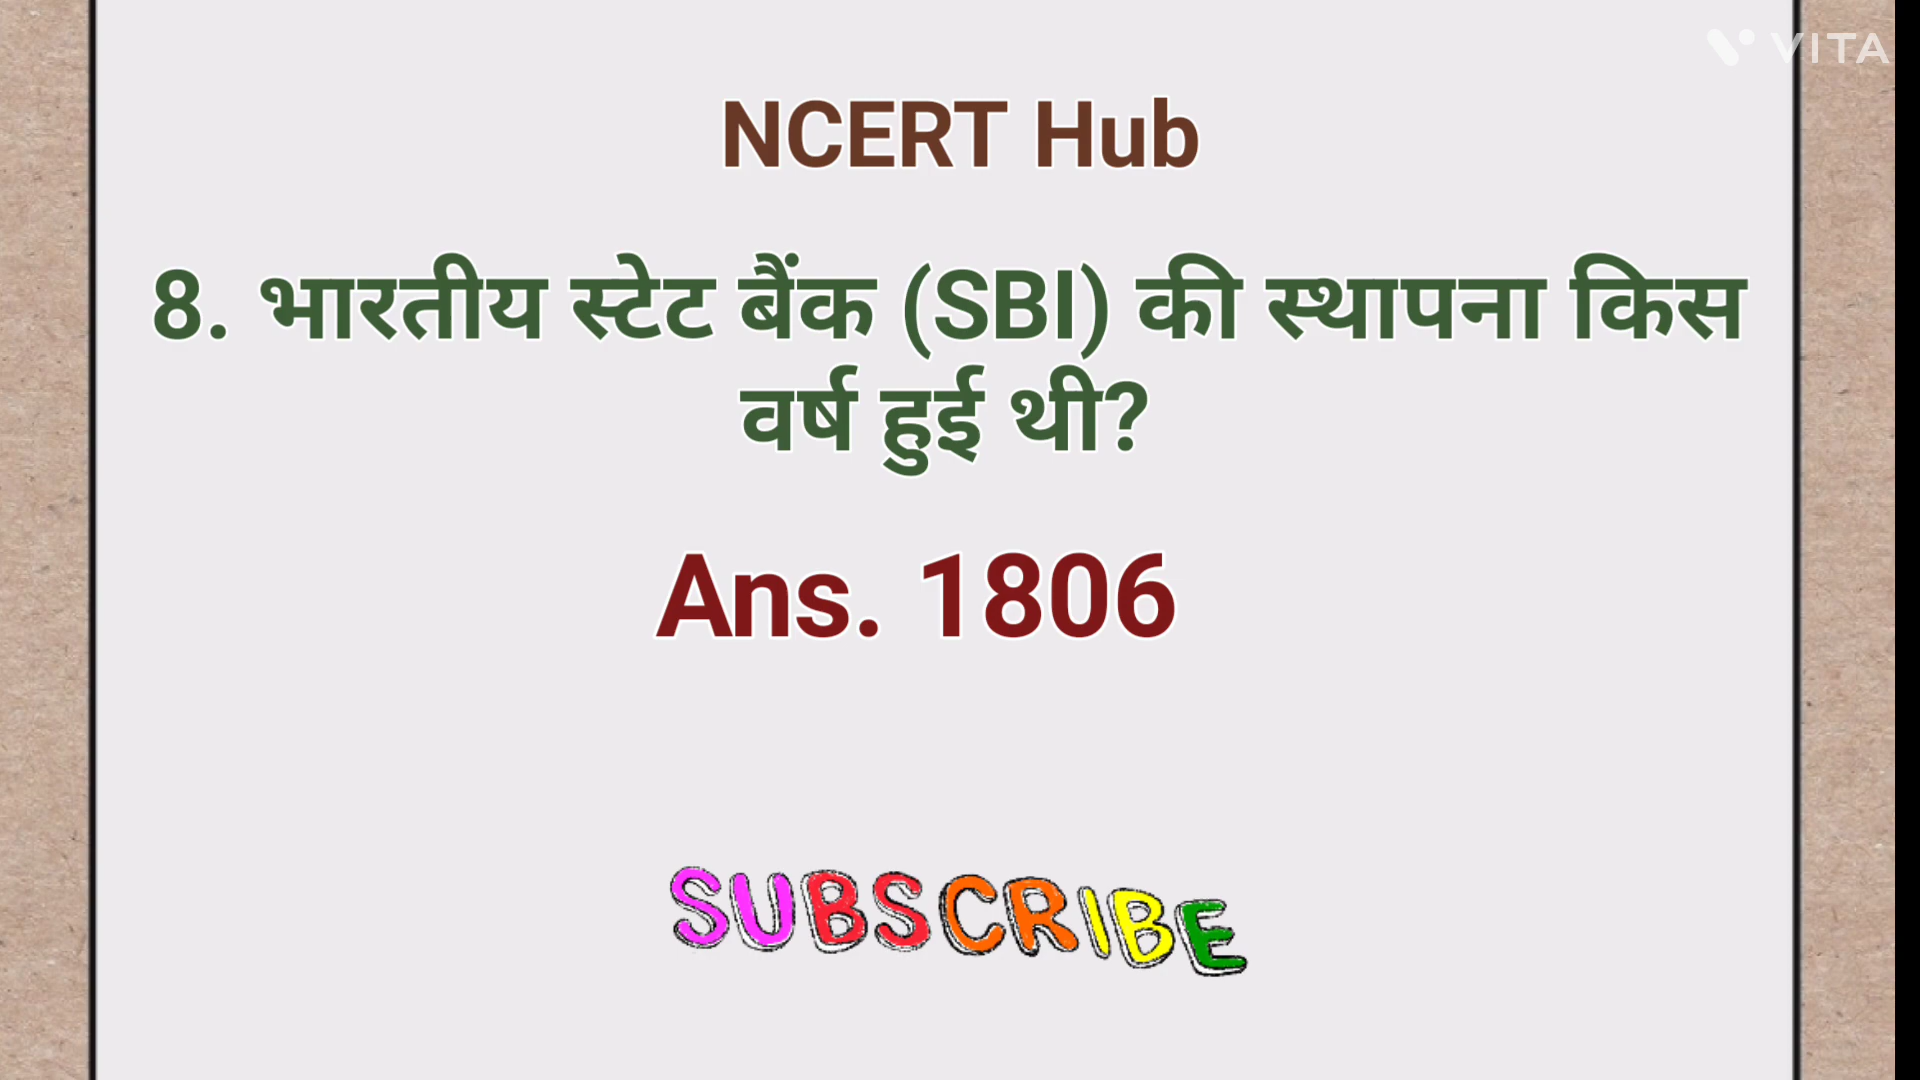 VITA
NCERT Hub
8. भारतीय स्टेट बैंक (SBI) की स्थापना किस
वर्ष हुई थी?
Ans. 1806
SUBSCRIBE